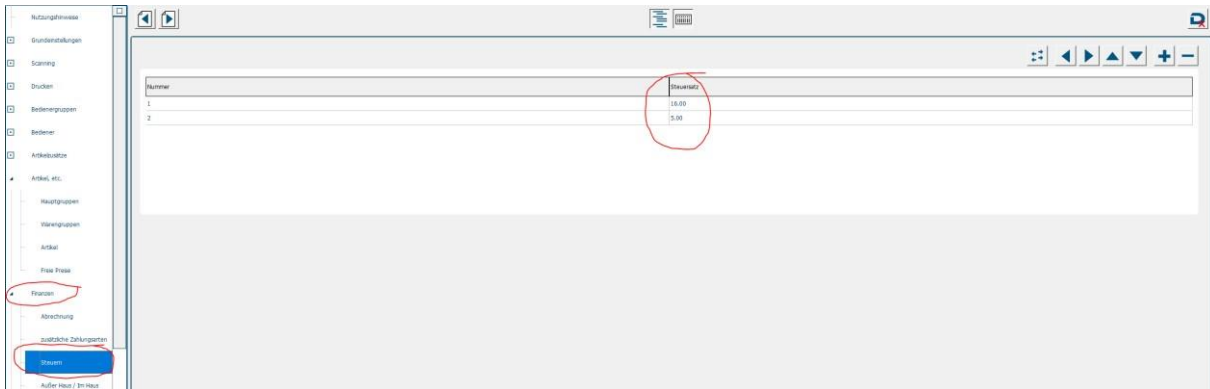 Nutzungshinweise
Grundeinstellungen
Scanning
Drucken
Bedienergruppen
Bediener
Artikelzusätze
Artikel, etc.
Hauptgruppen
Warengruppen
Artikel
Freie Preise
Finanzen
Abrechnung
zusätzliche Zahlungsarten
Steuern
Außer Haus / Im Haus
Nummer Steuersatz
1 16.00
2 5.00